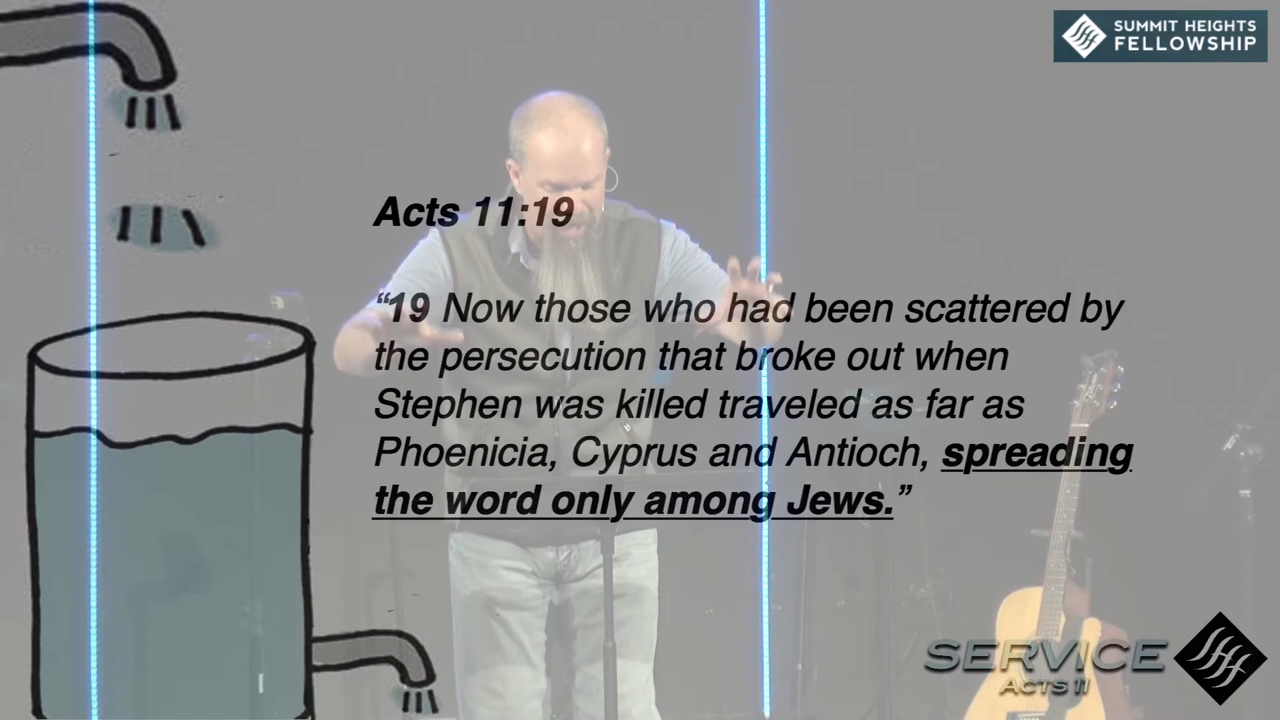 SUMMIT HEIGHTS
FELLOWSHIP
Acts 11:19
“19 Now those who had been scattered by
the persecution that broke out when
Stephen was killed traveled as far as
Phoenicia, Cyprus and Antioch, spreading
the word only among Jews.”
SERVICE
ACTS 11